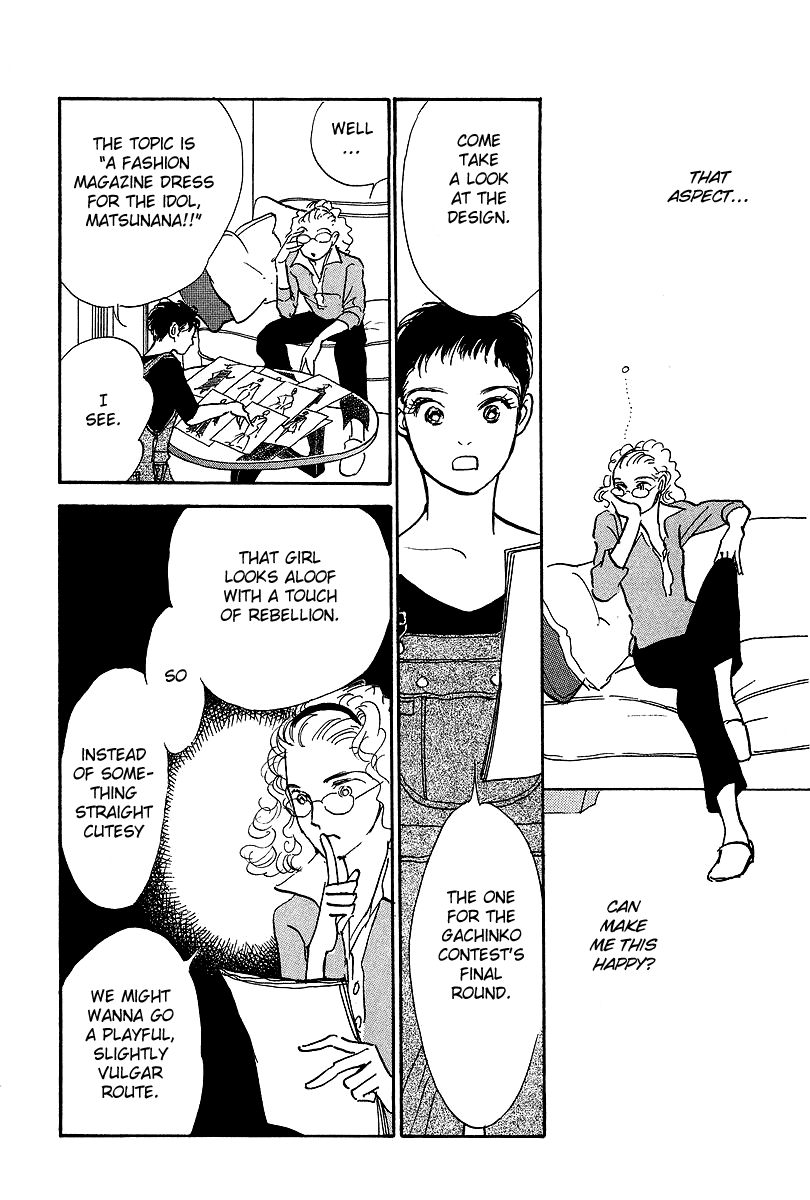 THAT
ASPECT...
CAN
MAKE
ME THIS
HAPPY?
COME
TAKE
A LOOK
AT THE
DESIGN.
THE ONE
FOR THE
GACHINKO
CONTEST'S
FINAL
ROUND.
WELL
...
THE TOPIC IS
"A FASHION
MAGAZINE DRESS
FOR THE IDOL,
MATSUNANA!!"
I
SEE.
THAT GIRL
LOOKS ALOOF
WITH A TOUCH
OF REBELLION.
SO
INSTEAD
OF SOME-
THING
STRAIGHT
CUTESY
WE MIGHT
WANNA GO
A PLAYFUL,
SLIGHTLY
VULGAR
ROUTE.